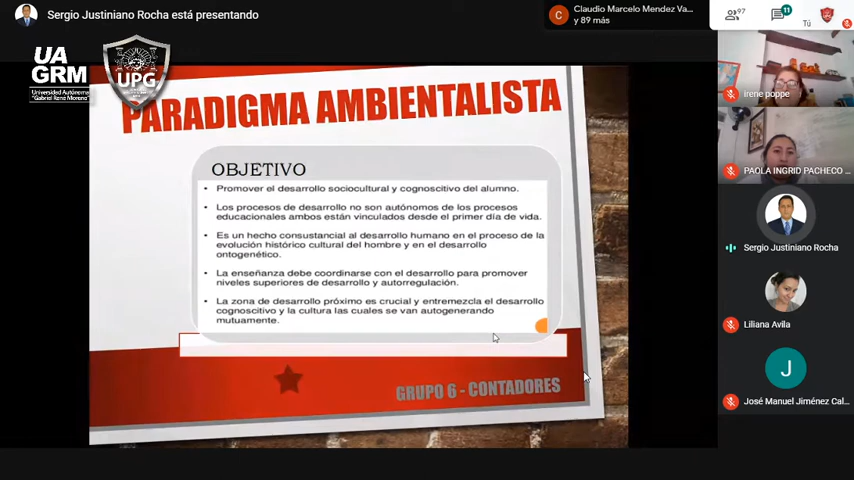 Sergio Justiniano Rocha está presentando
Claudio Marcelo Mendez Va...
C
y 89 más
97
11
Tú
UA
GRM
Universidad Autónoma
"Gabriel René Moreno"
UPG
PARADIGMA AMBIENTALISTA
OBJETIVO
• Promover el desarrollo sociocultural y cognoscitivo del alumno.
• Los procesos de desarrollo no son autónomos de los procesos
educacionales ambos están vinculados desde el primer día de vida.
• Es un hecho consustancial al desarrollo humano en el proceso de la
evolución histórico cultural del hombre y en el desarrollo
ontogenético.
• La enseñanza debe coordinarse con el desarrollo para promover
niveles superiores de desarrollo y autorregulación.
• La zona de desarrollo próximo es crucial y entremezcla el desarrollo
cognoscitivo y la cultura las cuales se van autogenerando
mutuamente.
GRUPO 6 - CONTADORES
irene poppe
PAOLA INGRID PACHECO ...
Sergio Justiniano Rocha
Liliana Avila
J
José Manuel Jiménez Cal...